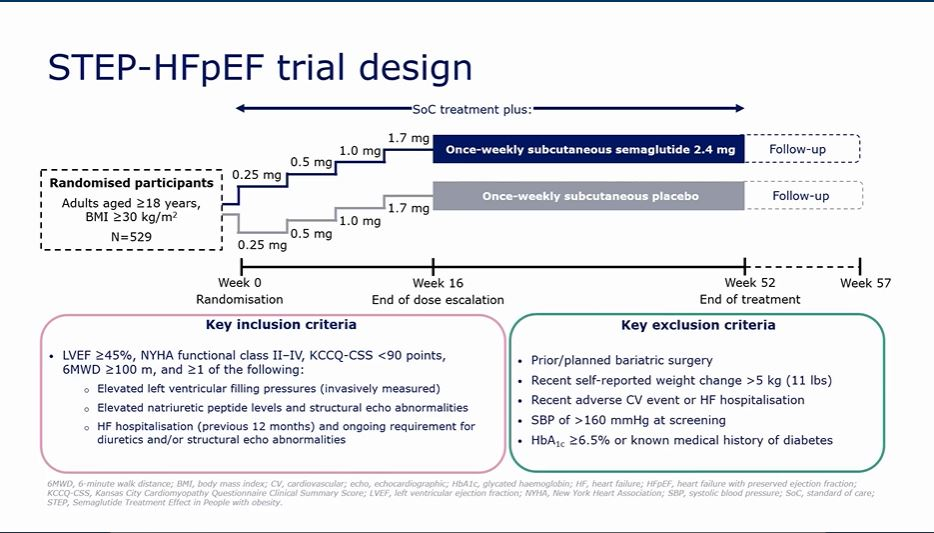 STEP-HFpEF trial design
SoC treatment plus:
0.25 mg
0.5 mg
1.0 mg
1.7 mg
Once-weekly subcutaneous semaglutide 2.4 mg
Follow-up
Randomised participants
Adults aged ≥18 years,
BMI ≥30 kg/m²
N=529
0.25 mg
0.5 mg
1.0 mg
1.7 mg
Once-weekly subcutaneous placebo
Follow-up
Week 0
Randomisation
Week 16
End of dose escalation
Week 52
End of treatment
Week 57
Key inclusion criteria
• LVEF ≥45%, NYHA functional class II–IV, KCCQ-CSS <90 points,
6MWD ≥100 m, and ≥1 of the following:
○ Elevated left ventricular filling pressures (invasively measured)
○ Elevated natriuretic peptide levels and structural echo abnormalities
○ HF hospitalisation (previous 12 months) and ongoing requirement for
diuretics and/or structural echo abnormalities
Key exclusion criteria
• Prior/planned bariatric surgery
• Recent self-reported weight change >5 kg (11 lbs)
• Recent adverse CV event or HF hospitalisation
• SBP of >160 mmHg at screening
• HbA₁c ≥6.5% or known medical history of diabetes
6MWD, 6-minute walk distance; BMI, body mass index; CV, cardiovascular; echo, echocardiographic; HbA1c, glycated haemoglobin; HF, heart failure; HFpEF, heart failure with preserved ejection fraction;
KCCQ-CSS, Kansas City Cardiomyopathy Questionnaire Clinical Summary Score; LVEF, left ventricular ejection fraction; NYHA, New York Heart Association; SBP, systolic blood pressure; SoC, standard of care;
STEP, Semaglutide Treatment Effect in People with obesity.